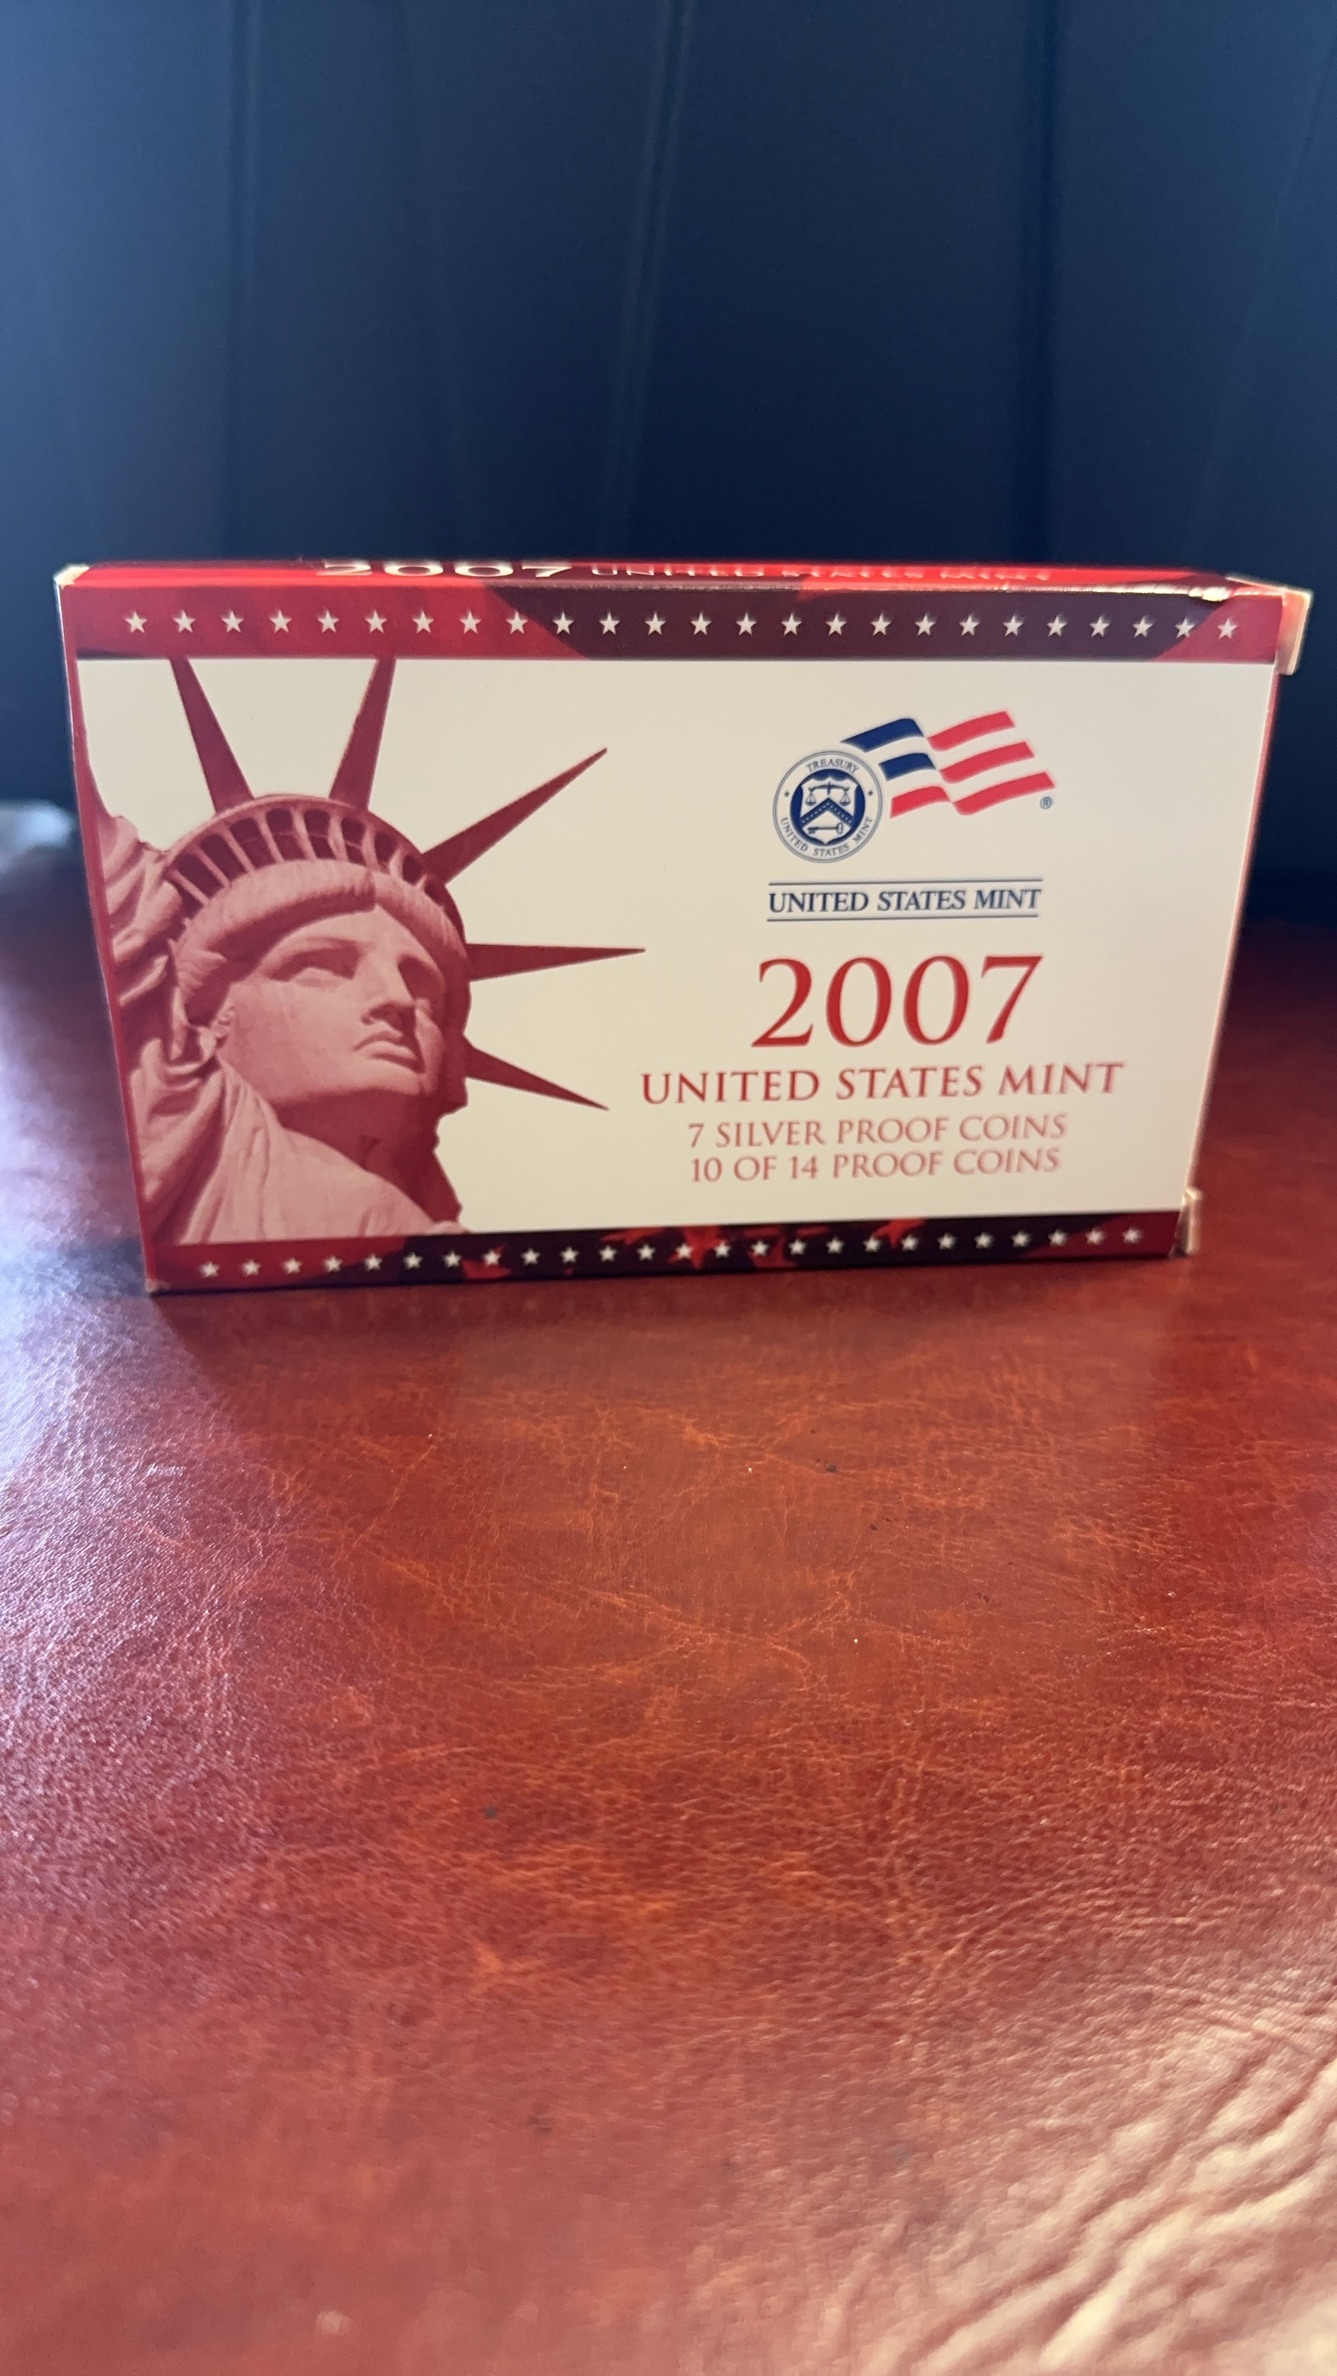 2007 UNITED STATES MINT
TREASURY
UNITED STATES MINT
®
UNITED STATES MINT
2007
UNITED STATES MINT
7 SILVER PROOF COINS
10 OF 14 PROOF COINS